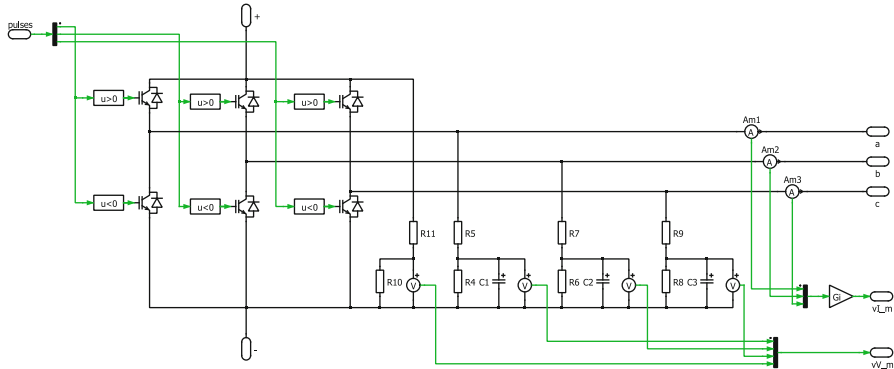 +
pulses
u>0 u>0 u>0
Am1
A
a
Am2
A
b
Am3
A
c
u<0 u<0 u<0
R11 R5 R7 R9
R10 V R4 C1 V R6 C2 V R8 C3 V
Gi
vI_m
-
vV_m